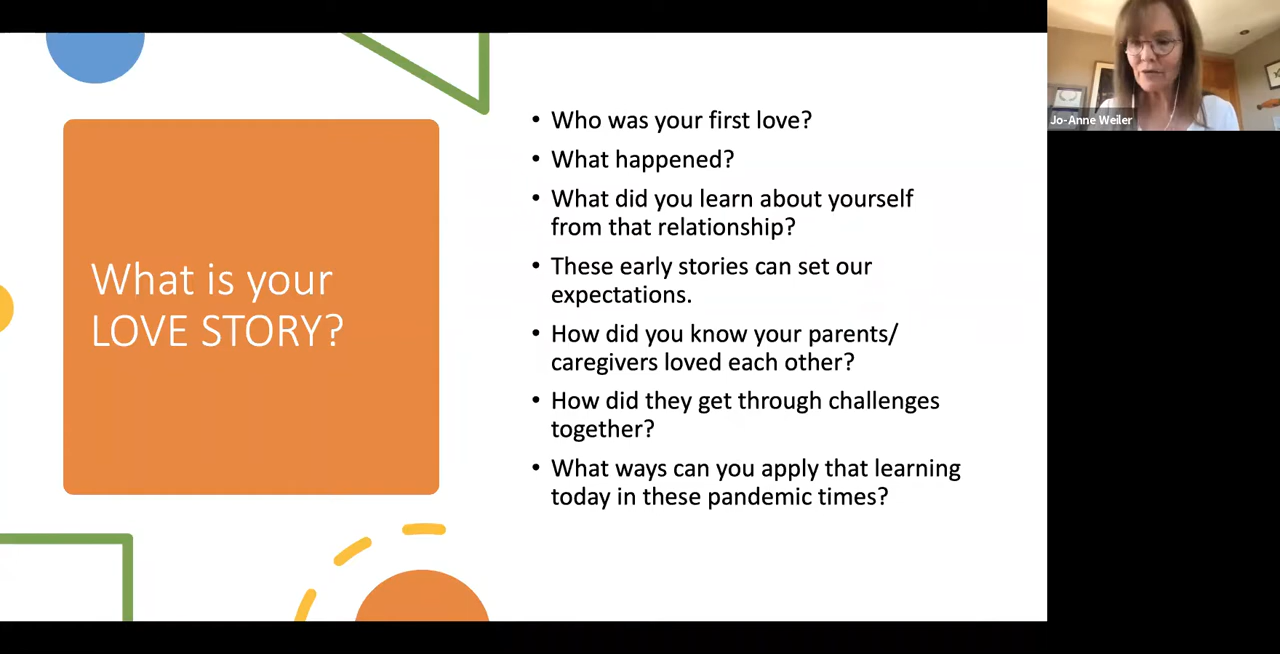 What is your
LOVE STORY?
• Who was your first love?
• What happened?
• What did you learn about yourself
from that relationship?
• These early stories can set our
expectations.
• How did you know your parents/
caregivers loved each other?
• How did they get through challenges
together?
• What ways can you apply that learning
today in these pandemic times?
Jo-Anne Weiler